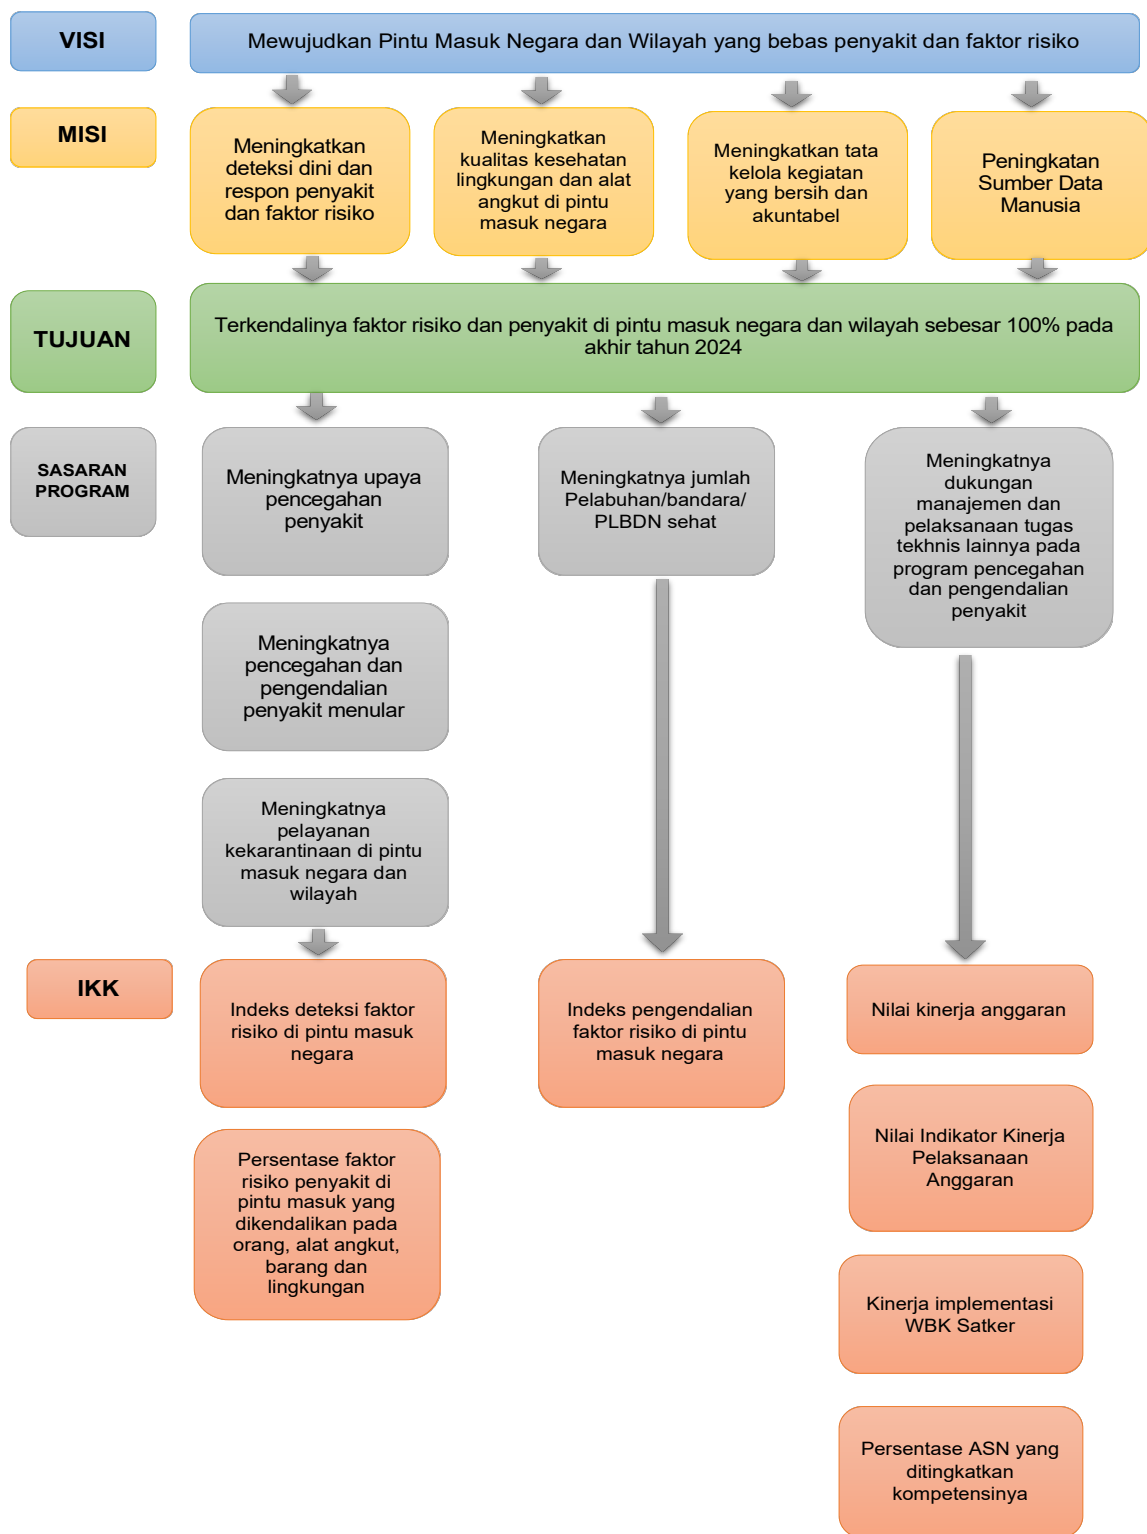 VISI
Mewujudkan Pintu Masuk Negara dan Wilayah yang bebas penyakit dan faktor risiko
MISI
Meningkatkan
deteksi dini dan
respon penyakit
dan faktor risiko
Meningkatkan
kualitas kesehatan
lingkungan dan alat
angkut di pintu
masuk negara
Meningkatkan tata
kelola kegiatan
yang bersih dan
akuntabel
Peningkatan
Sumber Data
Manusia
TUJUAN
Terkendalinya faktor risiko dan penyakit di pintu masuk negara dan wilayah sebesar 100% pada
akhir tahun 2024
SASARAN
PROGRAM
Meningkatnya upaya
pencegahan
penyakit
Meningkatnya jumlah
Pelabuhan/bandara/
PLBDN sehat
Meningkatnya
dukungan
manajemen dan
pelaksanaan tugas
tekhnis lainnya pada
program pencegahan
dan pengendalian
penyakit
Meningkatnya
pencegahan dan
pengendalian
penyakit menular
Meningkatnya
pelayanan
kekarantinaan di pintu
masuk negara dan
wilayah
IKK
Indeks deteksi faktor
risiko di pintu masuk
negara
Indeks pengendalian
faktor risiko di pintu
masuk negara
Nilai kinerja anggaran
Persentase faktor
risiko penyakit di
pintu masuk yang
dikendalikan pada
orang, alat angkut,
barang dan
lingkungan
Nilai Indikator Kinerja
Pelaksanaan
Anggaran
Kinerja implementasi
WBK Satker
Persentase ASN yang
ditingkatkan
kompetensinya